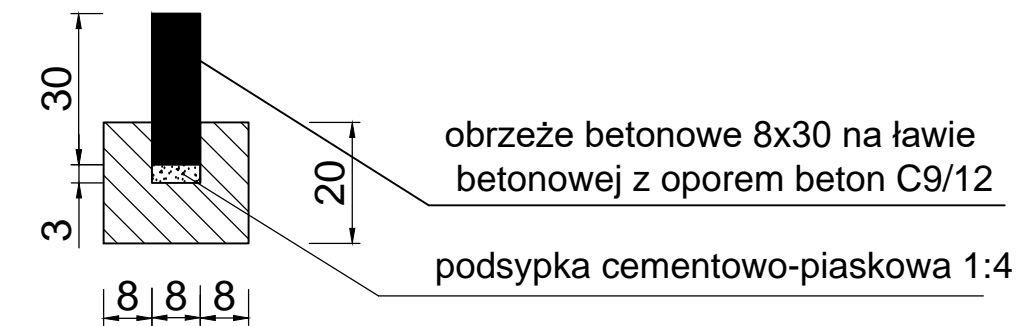 30
3
20
8 8 8
obrzeże betonowe 8x30 na ławie
betonowej z oporem beton C9/12
podsypka cementowo-piaskowa 1:4